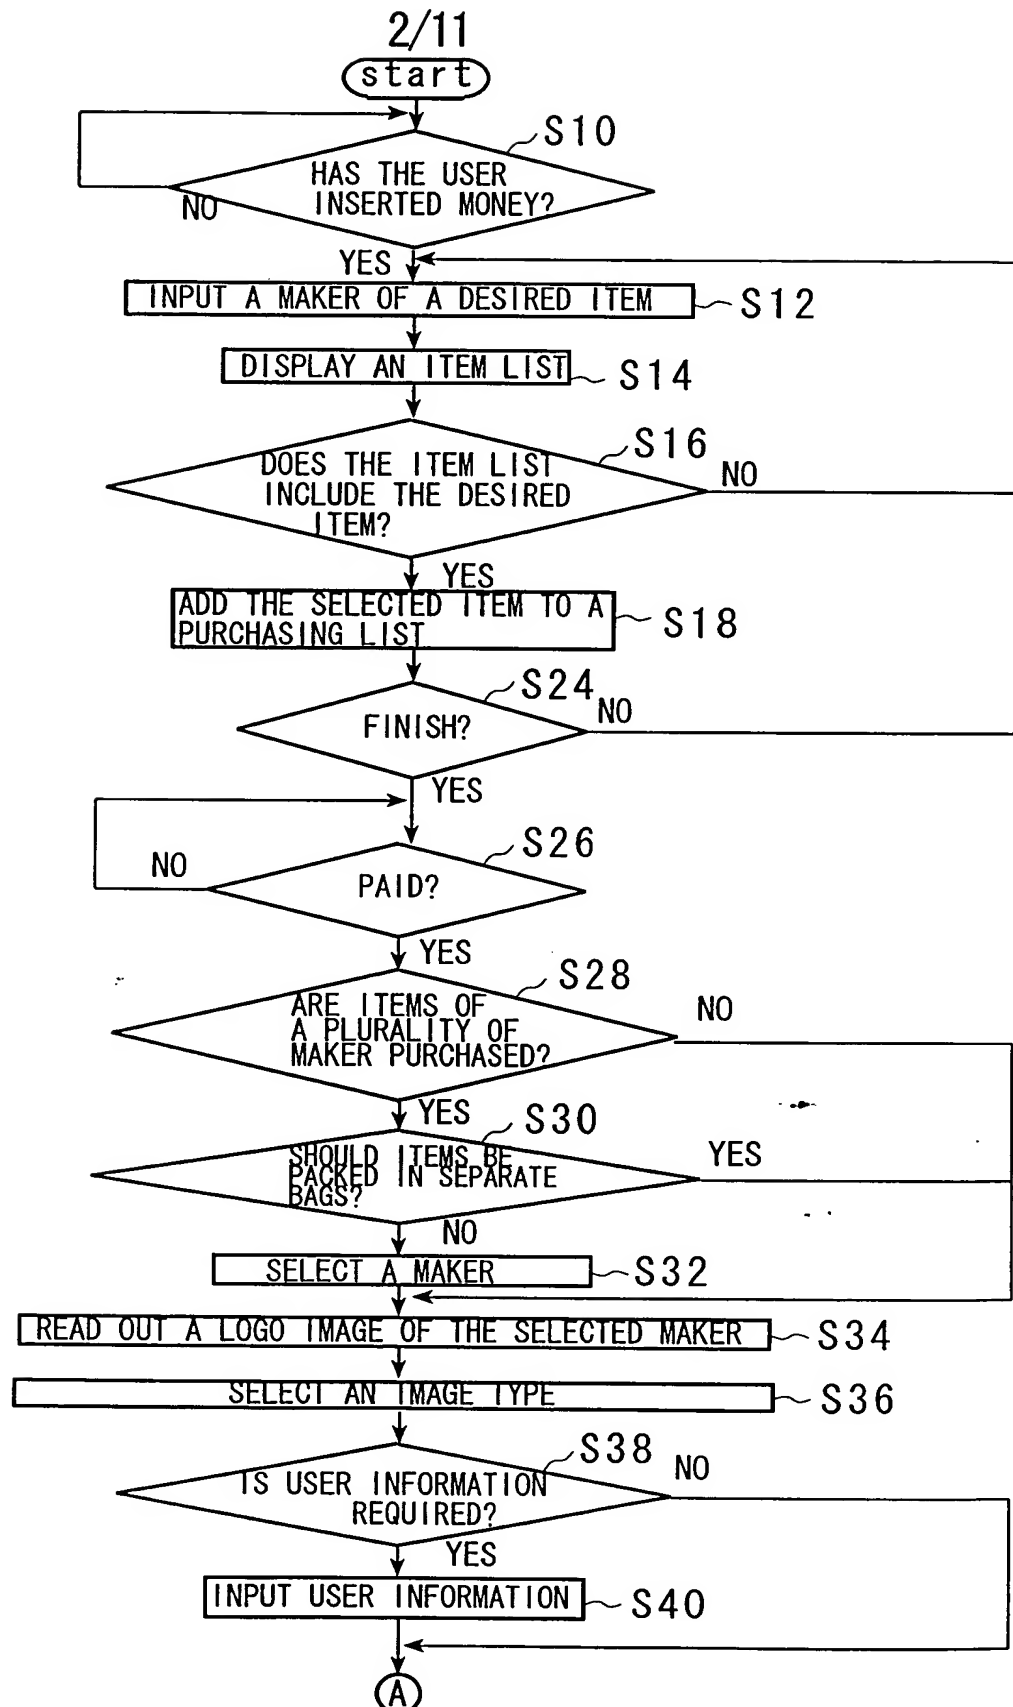 2/11
start
S10
HAS THE USER
INSERTED MONEY?
NO
YES
INPUT A MAKER OF A DESIRED ITEM
S12
DISPLAY AN ITEM LIST
S14
S16
DOES THE ITEM LIST
INCLUDE THE DESIRED
ITEM?
NO
YES
ADD THE SELECTED ITEM TO A
PURCHASING LIST
S18
S24
FINISH?
NO
YES
S26
NO
PAID?
YES
S28
ARE ITEMS OF
A PLURALITY OF
MAKER PURCHASED?
NO
YES
S30
SHOULD ITEMS BE
PACKED IN SEPARATE
BAGS?
YES
NO
SELECT A MAKER
S32
READ OUT A LOGO IMAGE OF THE SELECTED MAKER
S34
SELECT AN IMAGE TYPE
S36
S38
IS USER INFORMATION
REQUIRED?
NO
YES
INPUT USER INFORMATION
S40
A